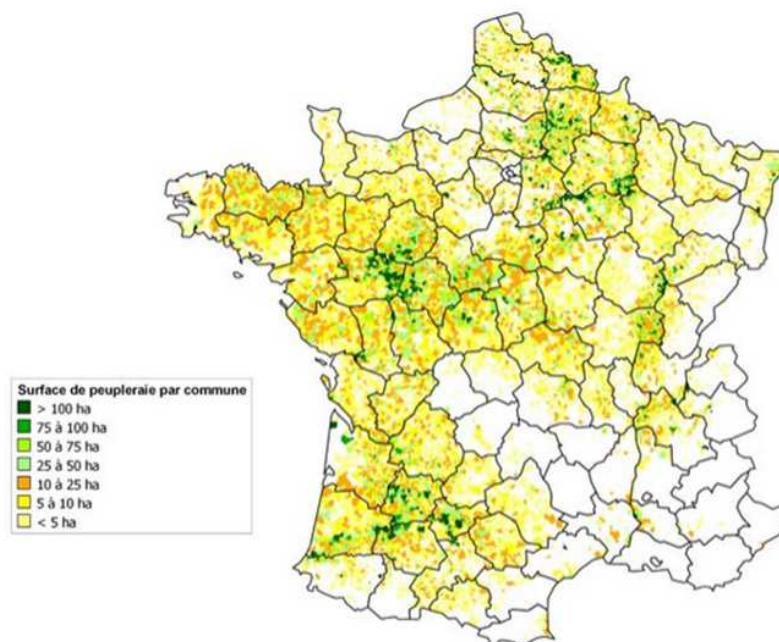 Surface de peupleraie par commune
> 100 ha
75 à 100 ha
50 à 75 ha
25 à 50 ha
10 à 25 ha
5 à 10 ha
< 5 ha